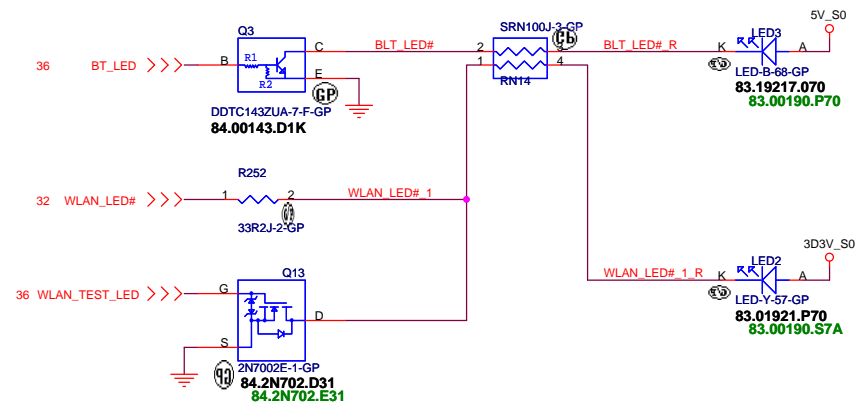 Q3
R1
R2
B
C
E
GP
36 BT_LED
DDTC143ZUA-7-F-GP
84.00143.D1K
BLT_LED#
SRN100J-3-GP
2
1
3
4
RN14
BLT_LED#_R
5V_S0
K
LED3
A
LED-B-68-GP
83.19217.070
83.00190.P70
R252
32 WLAN_LED#
1
2
WLAN_LED#_1
33R2J-2-GP
3D3V_S0
WLAN_LED#_1_R
K
LED2
A
LED-Y-57-GP
83.01921.P70
83.00190.S7A
Q13
36 WLAN_TEST_LED
G
D
S
2N7002E-1-GP
GP
84.2N702.D31
84.2N702.E31